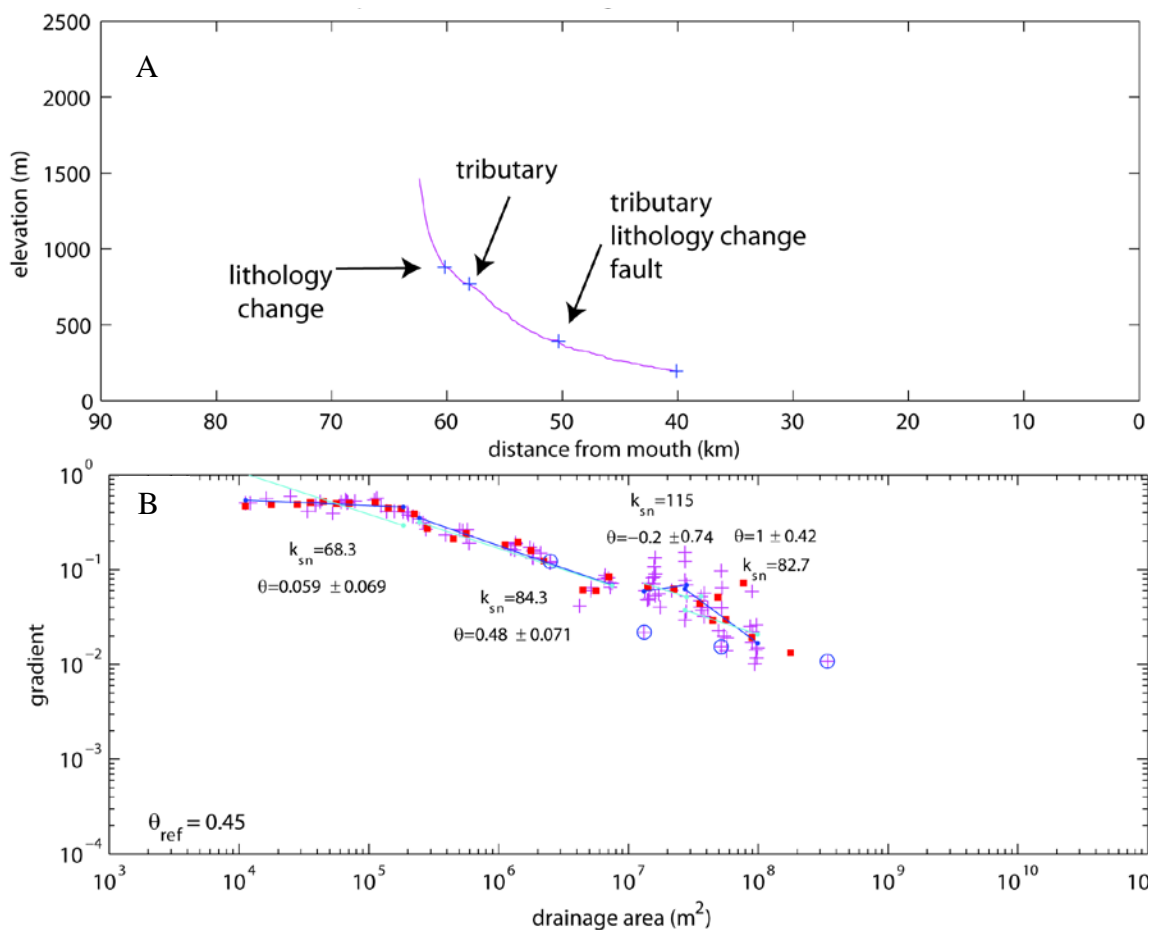 A
2500
2000
1500
1000
500
0
elevation (m)
tributary
tributary
lithology change
fault
lithology
change
90
80
70
60
50
40
30
20
10
0
distance from mouth (km)
B
10^0
10^-1
10^-2
10^-3
10^-4
gradient
k_sn=115
θ=-0.2 ±0.74
θ=1 ±0.42
k_sn=82.7
k_sn=68.3
θ=0.059 ±0.069
k_sn=84.3
θ=0.48 ±0.071
θ_ref = 0.45
10^3
10^4
10^5
10^6
10^7
10^8
10^9
10^10
drainage area (m^2)